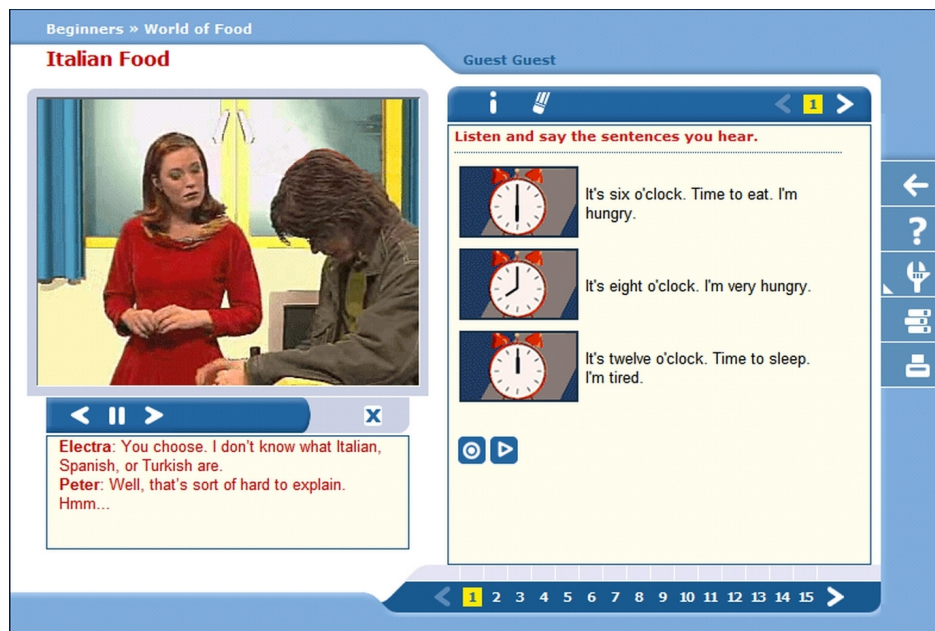 Beginners » World of Food
Italian Food
Guest Guest
1
Listen and say the sentences you hear.
It's six o'clock. Time to eat. I'm
hungry.
It's eight o'clock. I'm very hungry.
It's twelve o'clock. Time to sleep.
I'm tired.
Electra: You choose. I don't know what Italian,
Spanish, or Turkish are.
Peter: Well, that's sort of hard to explain.
Hmm...
1 2 3 4 5 6 7 8 9 10 11 12 13 14 15